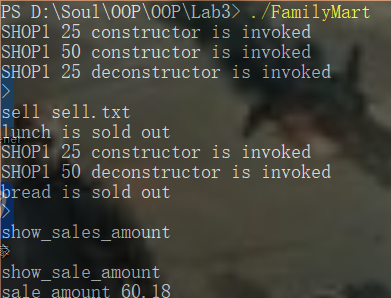 PS D:\Soul\OOP\OOP\Lab3> ./FamilyMart
SHOP1 25 constructor is invoked
SHOP1 50 constructor is invoked
SHOP1 25 deconstructor is invoked
>
sell sell.txt
lunch is sold out
SHOP1 25 constructor is invoked
SHOP1 50 deconstructor is invoked
bread is sold out
>
show_sales_amount
>
show_sale_amount
sale amount 60.18